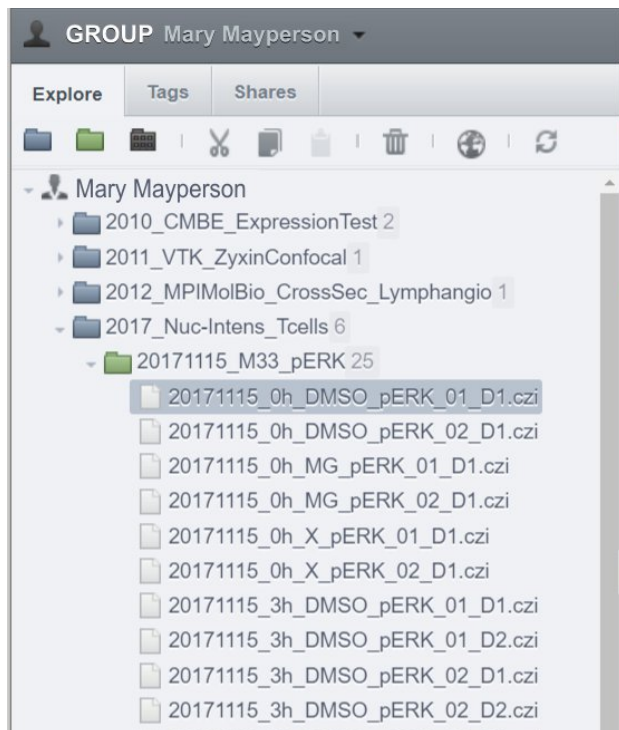 GROUP Mary Mayperson
Explore Tags Shares
Mary Mayperson
2010_CMBE_ExpressionTest 2
2011_VTK_ZyxinConfocal 1
2012_MPIMolBio_CrossSec_Lymphangio 1
2017_Nuc-Intens_Tcells 6
20171115_M33_pERK 25
20171115_0h_DMSO_pERK_01_D1.czi
20171115_0h_DMSO_pERK_02_D1.czi
20171115_0h_MG_pERK_01_D1.czi
20171115_0h_MG_pERK_02_D1.czi
20171115_0h_X_pERK_01_D1.czi
20171115_0h_X_pERK_02_D1.czi
20171115_3h_DMSO_pERK_01_D1.czi
20171115_3h_DMSO_pERK_01_D2.czi
20171115_3h_DMSO_pERK_02_D1.czi
20171115_3h_DMSO_pERK_02_D2.czi